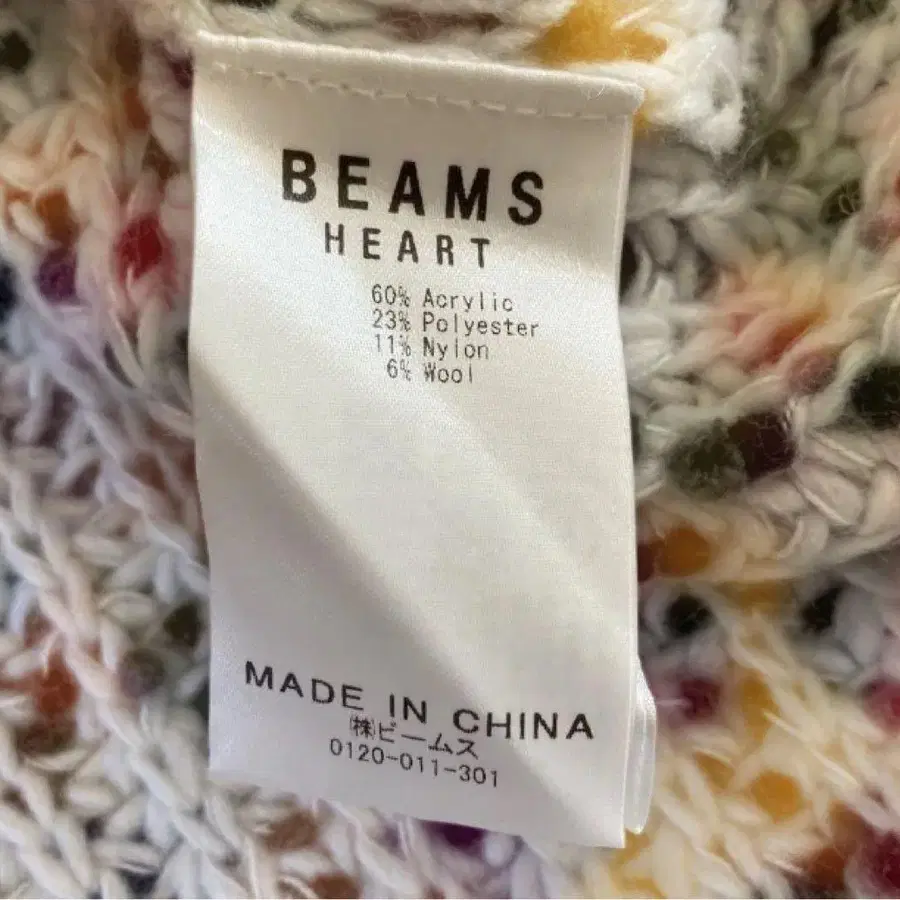 BEAMS
HEART
60% Acrylic
23% Polyester
11% Nylon
6% Wool
MADE IN CHINA
㈱ビームス
0120-011-301